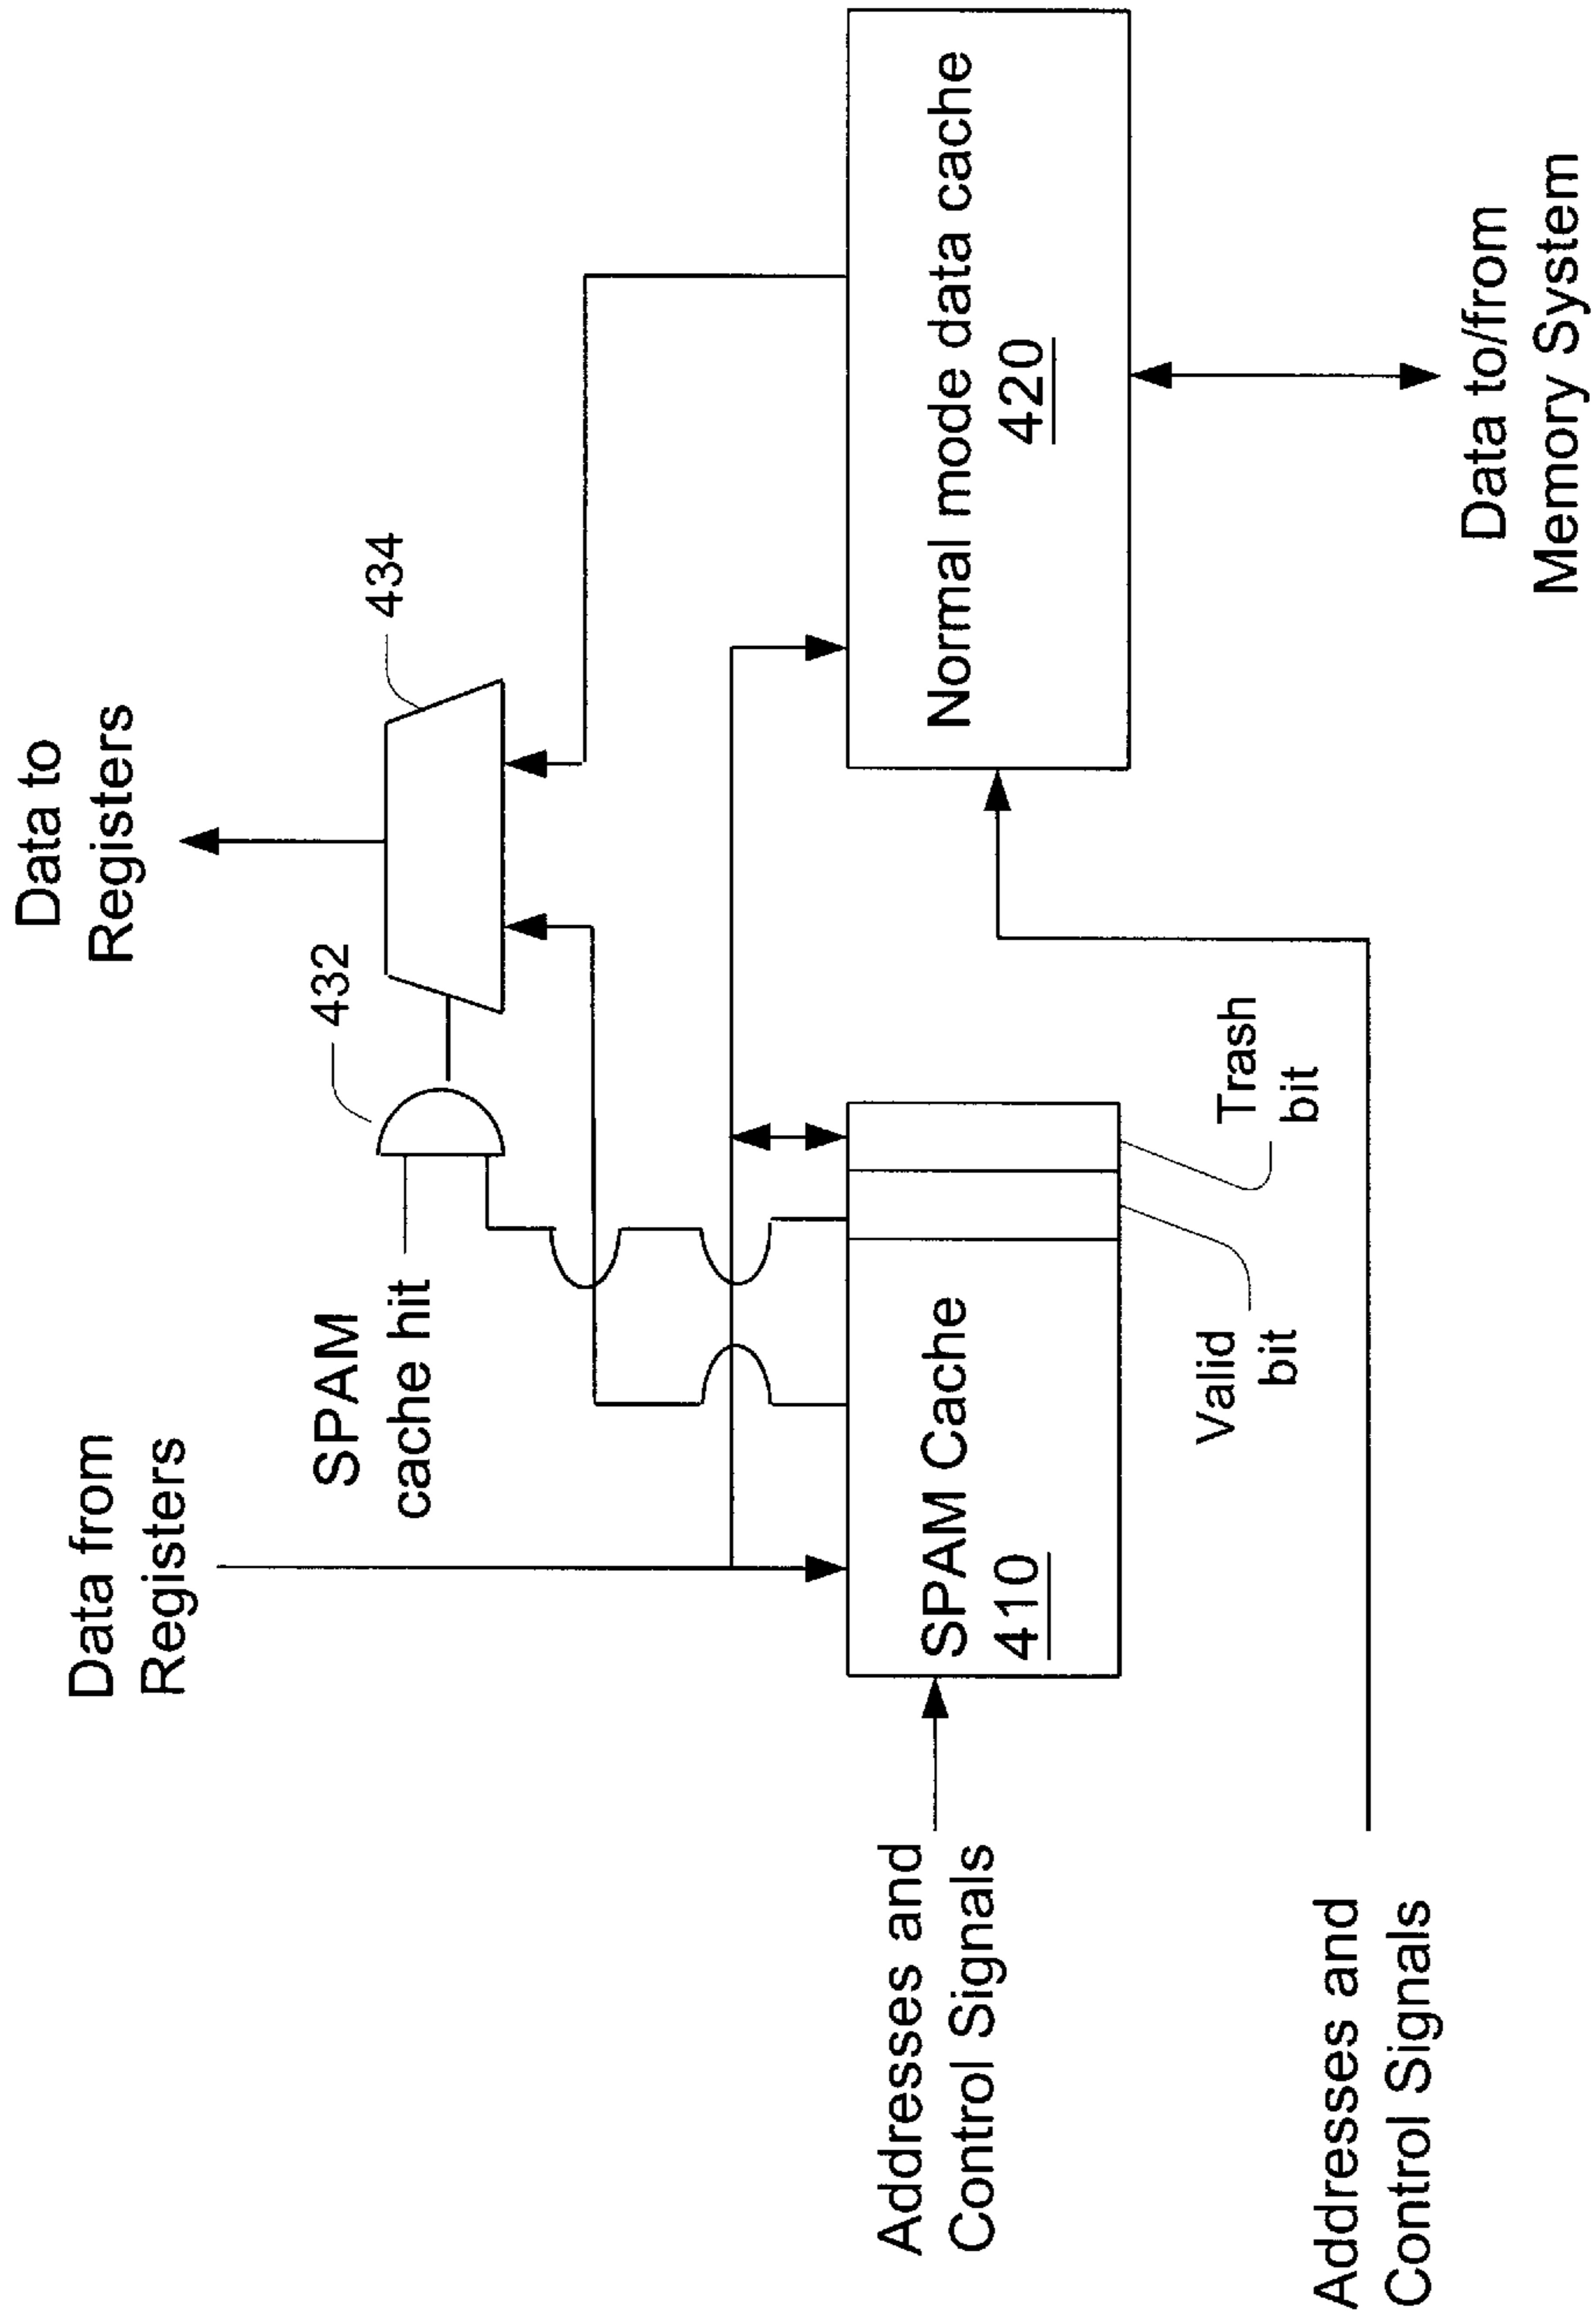 Data to
Registers
434
432
Data from
Registers
SPAM
cache hit
Normal mode data cache
420
SPAM Cache
410
Addresses and
Control Signals
Trash
bit
Valid
bit
Data to/from
Memory System
Addresses and
Control Signals